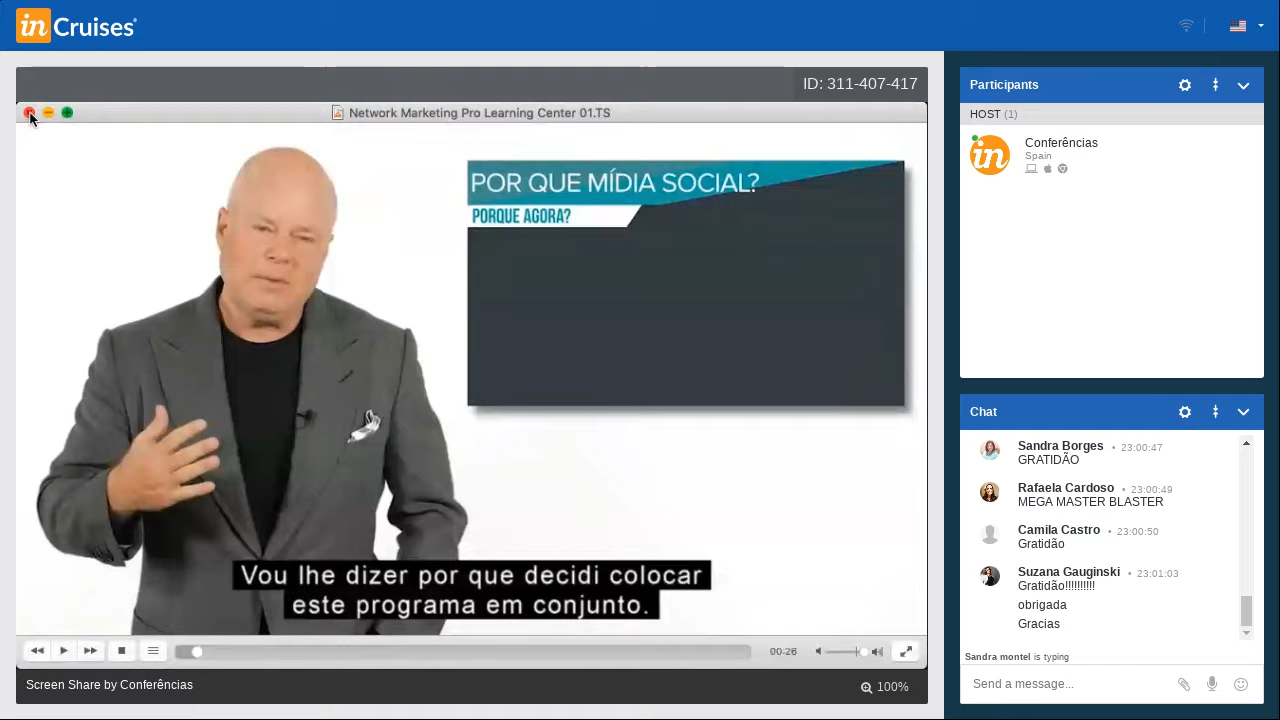 in Cruises
ID: 311-407-417
Network Marketing Pro Learning Center 01.TS
POR QUE MÍDIA SOCIAL?
PORQUE AGORA?
Vou lhe dizer por que decidi colocar
este programa em conjunto.
00:26
Screen Share by Conferências
100%
Participants
HOST (1)
in
Conferências
Spain
Chat
Sandra Borges • 23:00:47
GRATIDÃO
Rafaela Cardoso • 23:00:49
MEGA MASTER BLASTER
Camila Castro • 23:00:50
Gratidão
Suzana Gauginski • 23:01:03
Gratidão!!!!!!!!!!
obrigada
Gracias
Sandra montel is typing
Send a message...